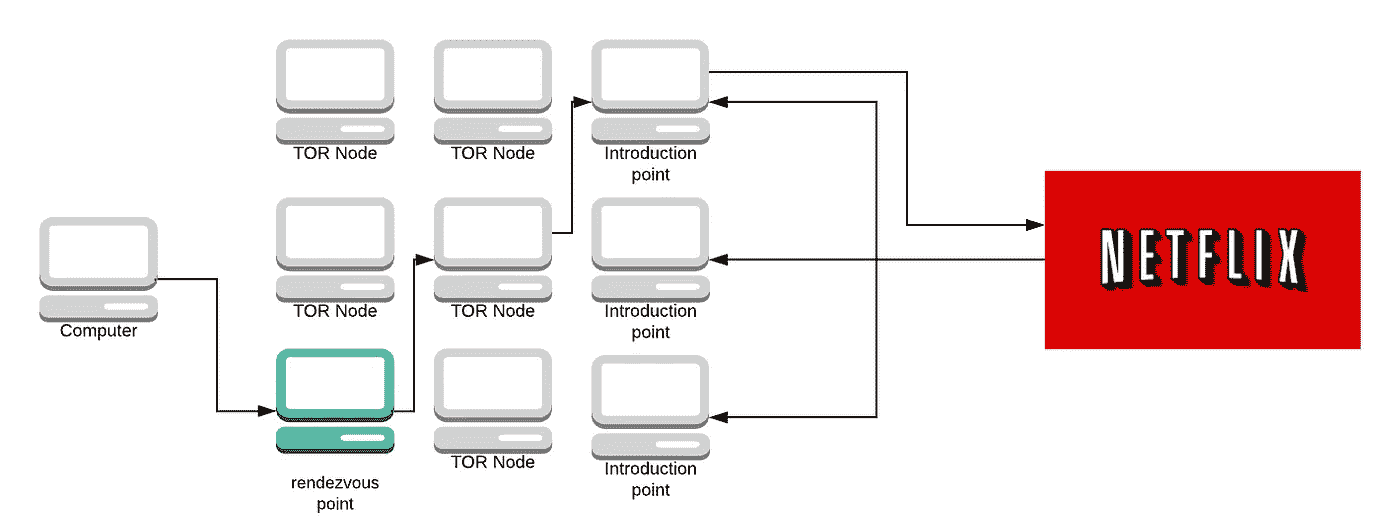 TOR Node
TOR Node
Introduction
point
Computer
TOR Node
TOR Node
Introduction
point
NETFLIX
rendezvous
point
TOR Node
Introduction
point